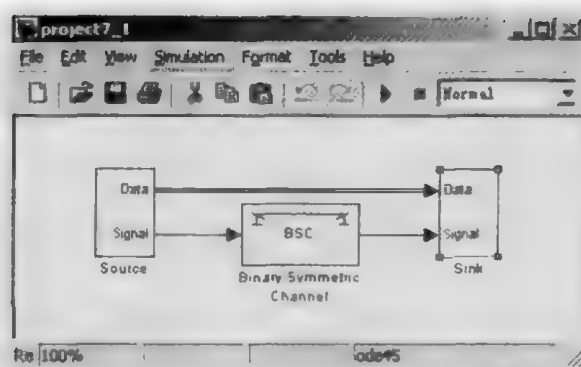 project7_1
File Edit View Simulation Format Tools Help
Normal
Data Data
Signal BSC Signal
Source Binary Symmetric Channel Sink
100% ode45